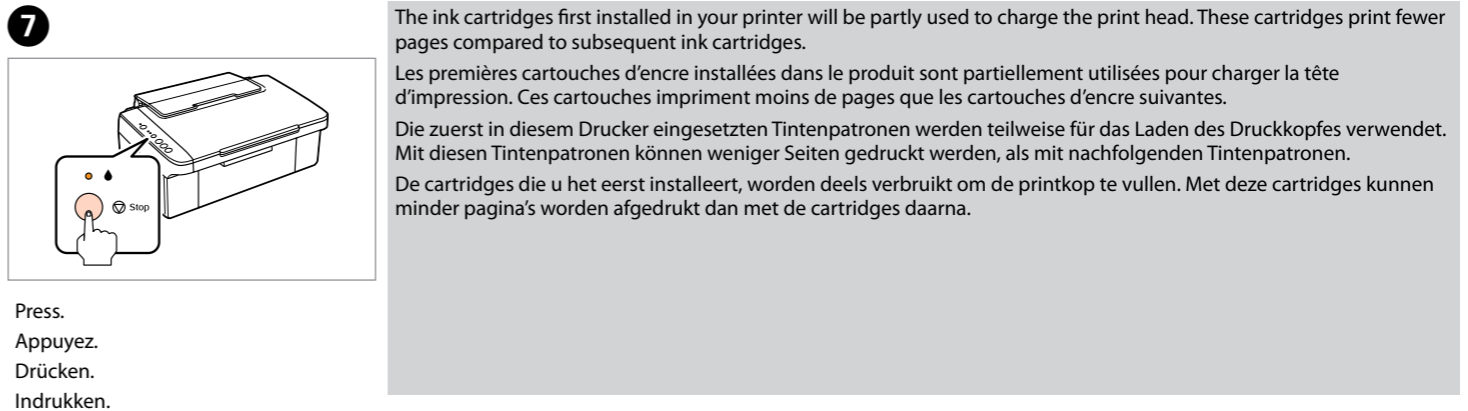 7
Stop
Press.
Appuyez.
Drücken.
Indrukken.
The ink cartridges first installed in your printer will be partly used to charge the print head. These cartridges print fewer
pages compared to subsequent ink cartridges.
Les premières cartouches d’encre installées dans le produit sont partiellement utilisées pour charger la tête
d’impression. Ces cartouches impriment moins de pages que les cartouches d’encre suivantes.
Die zuerst in diesem Drucker eingesetzten Tintenpatronen werden teilweise für das Laden des Druckkopfes verwendet.
Mit diesen Tintenpatronen können weniger Seiten gedruckt werden, als mit nachfolgenden Tintenpatronen.
De cartridges die u het eerst installeert, worden deels verbruikt om de printkop te vullen. Met deze cartridges kunnen
minder pagina’s worden afgedrukt dan met de cartridges daarna.